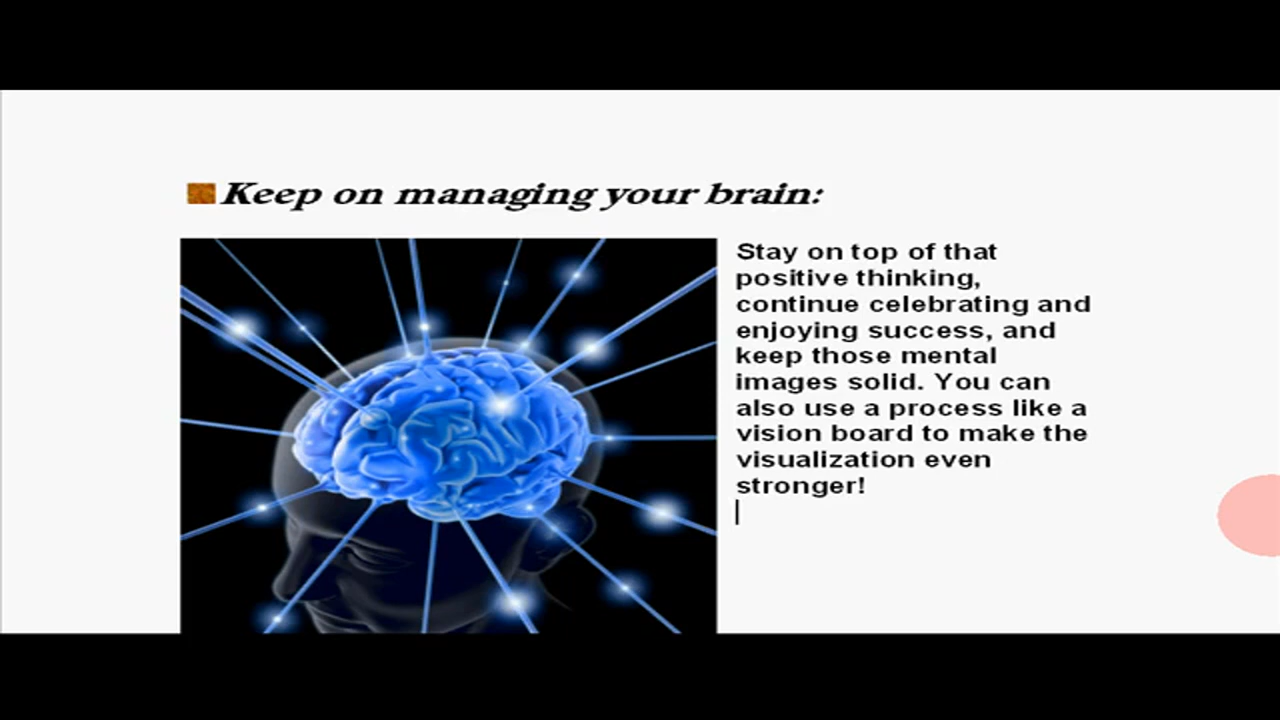 Keep on managing your brain:
Stay on top of that
positive thinking,
continue celebrating and
enjoying success, and
keep those mental
images solid. You can
also use a process like a
vision board to make the
visualization even
stronger!